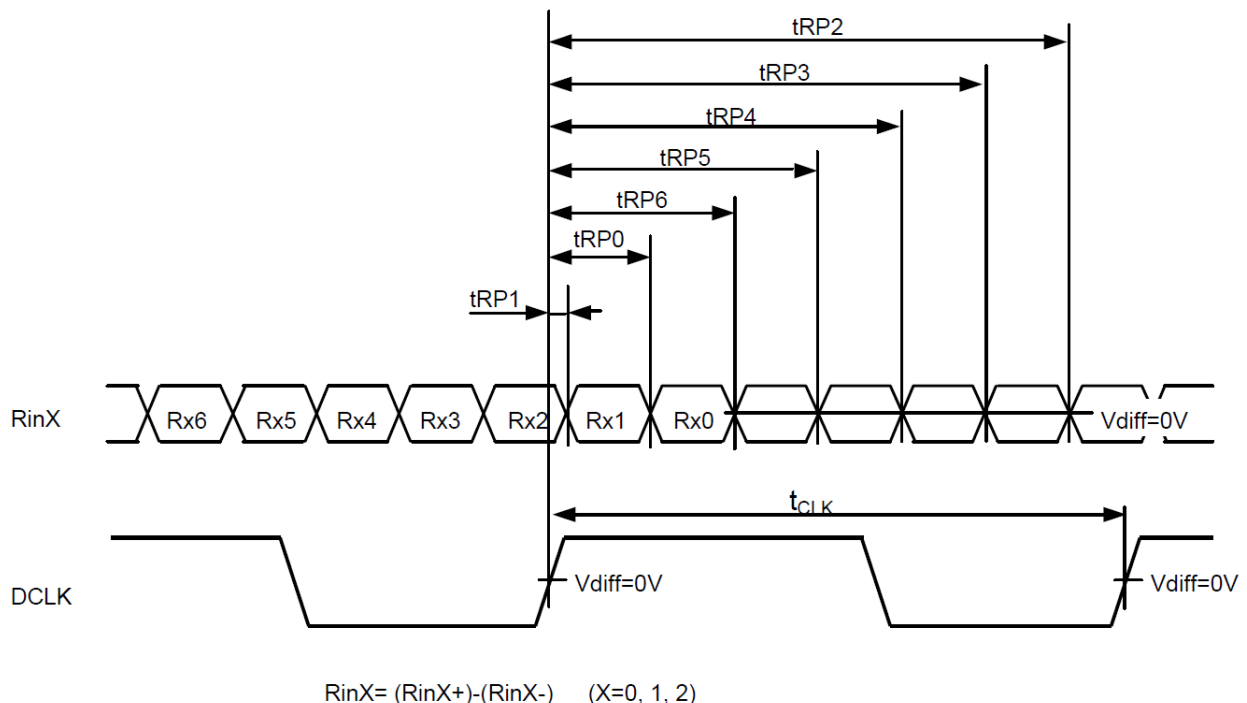 tRP2
tRP3
tRP4
tRP5
tRP6
tRP0
tRP1
RinX Rx6 Rx5 Rx4 Rx3 Rx2 Rx1 Rx0 Vdiff=0V
tCLK
DCLK Vdiff=0V Vdiff=0V
RinX= (RinX+)-(RinX-) (X=0, 1, 2)